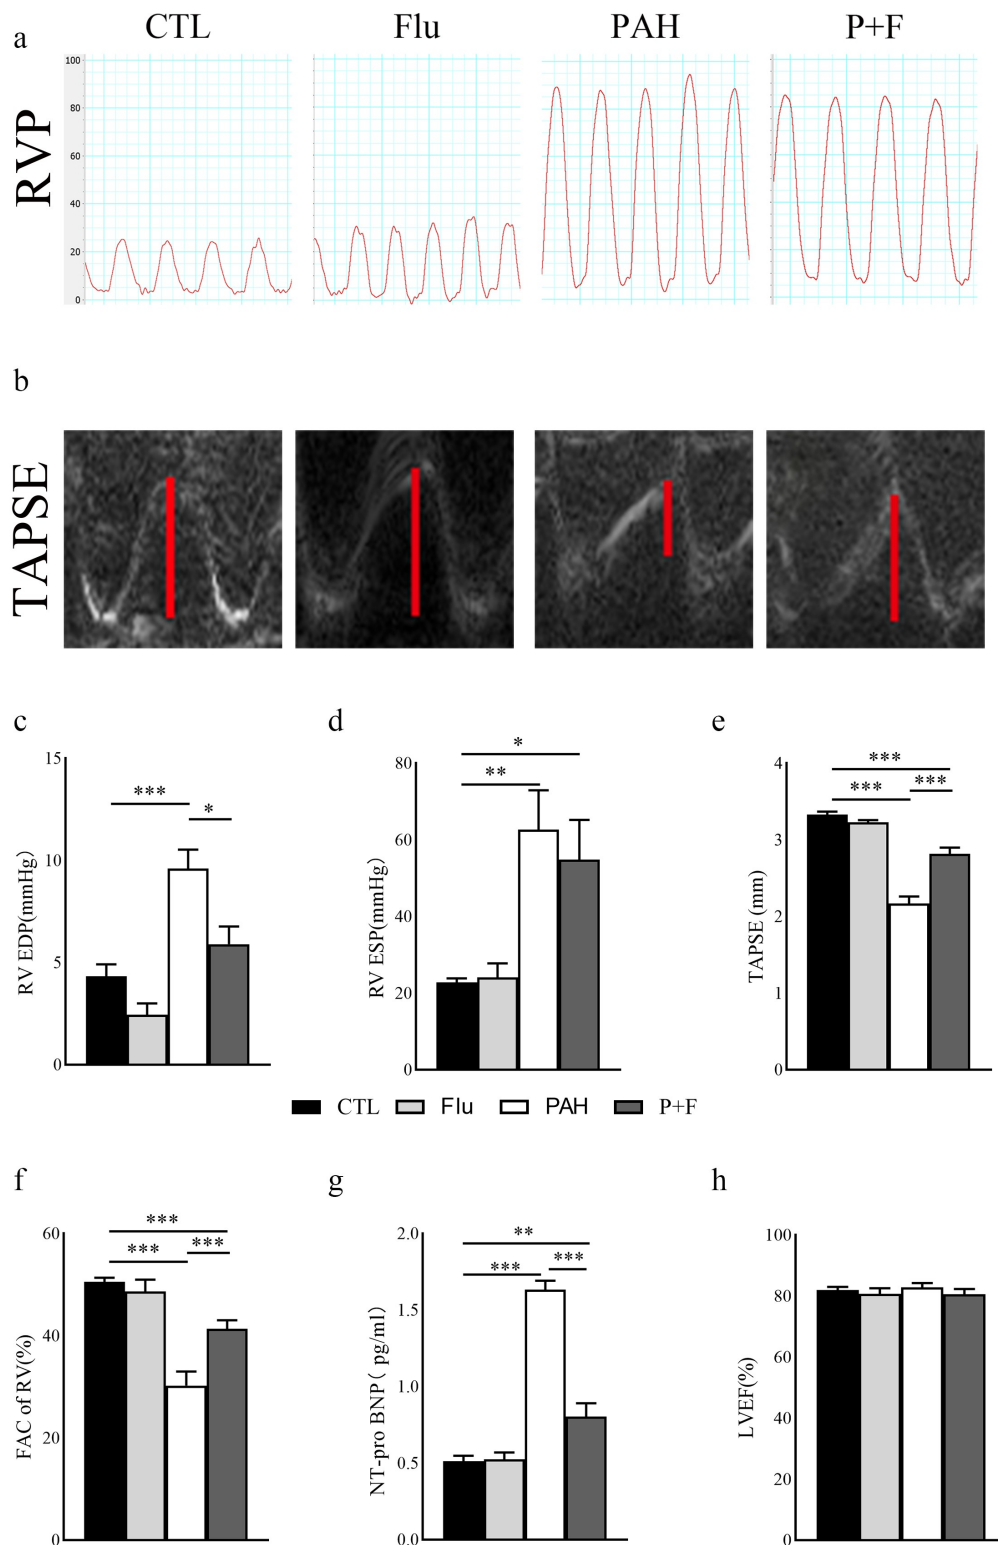 a
CTL Flu PAH P+F
RVP
100
80
60
40
20
0
b
TAPSE
c
RV EDP(mmHg)
15
10
5
0
***
*
d
RV ESP(mmHg)
80
60
40
20
0
*
**
e
TAPSE (mm)
4
3
2
1
0
***
*** ***
CTL Flu PAH P+F
f
FAC of RV(%)
60
40
20
0
***
*** ***
g
NT-pro BNP( pg/ml)
2.0
1.5
1.0
0.5
0.0
**
*** ***
h
LVEF(%)
100
80
60
40
20
0